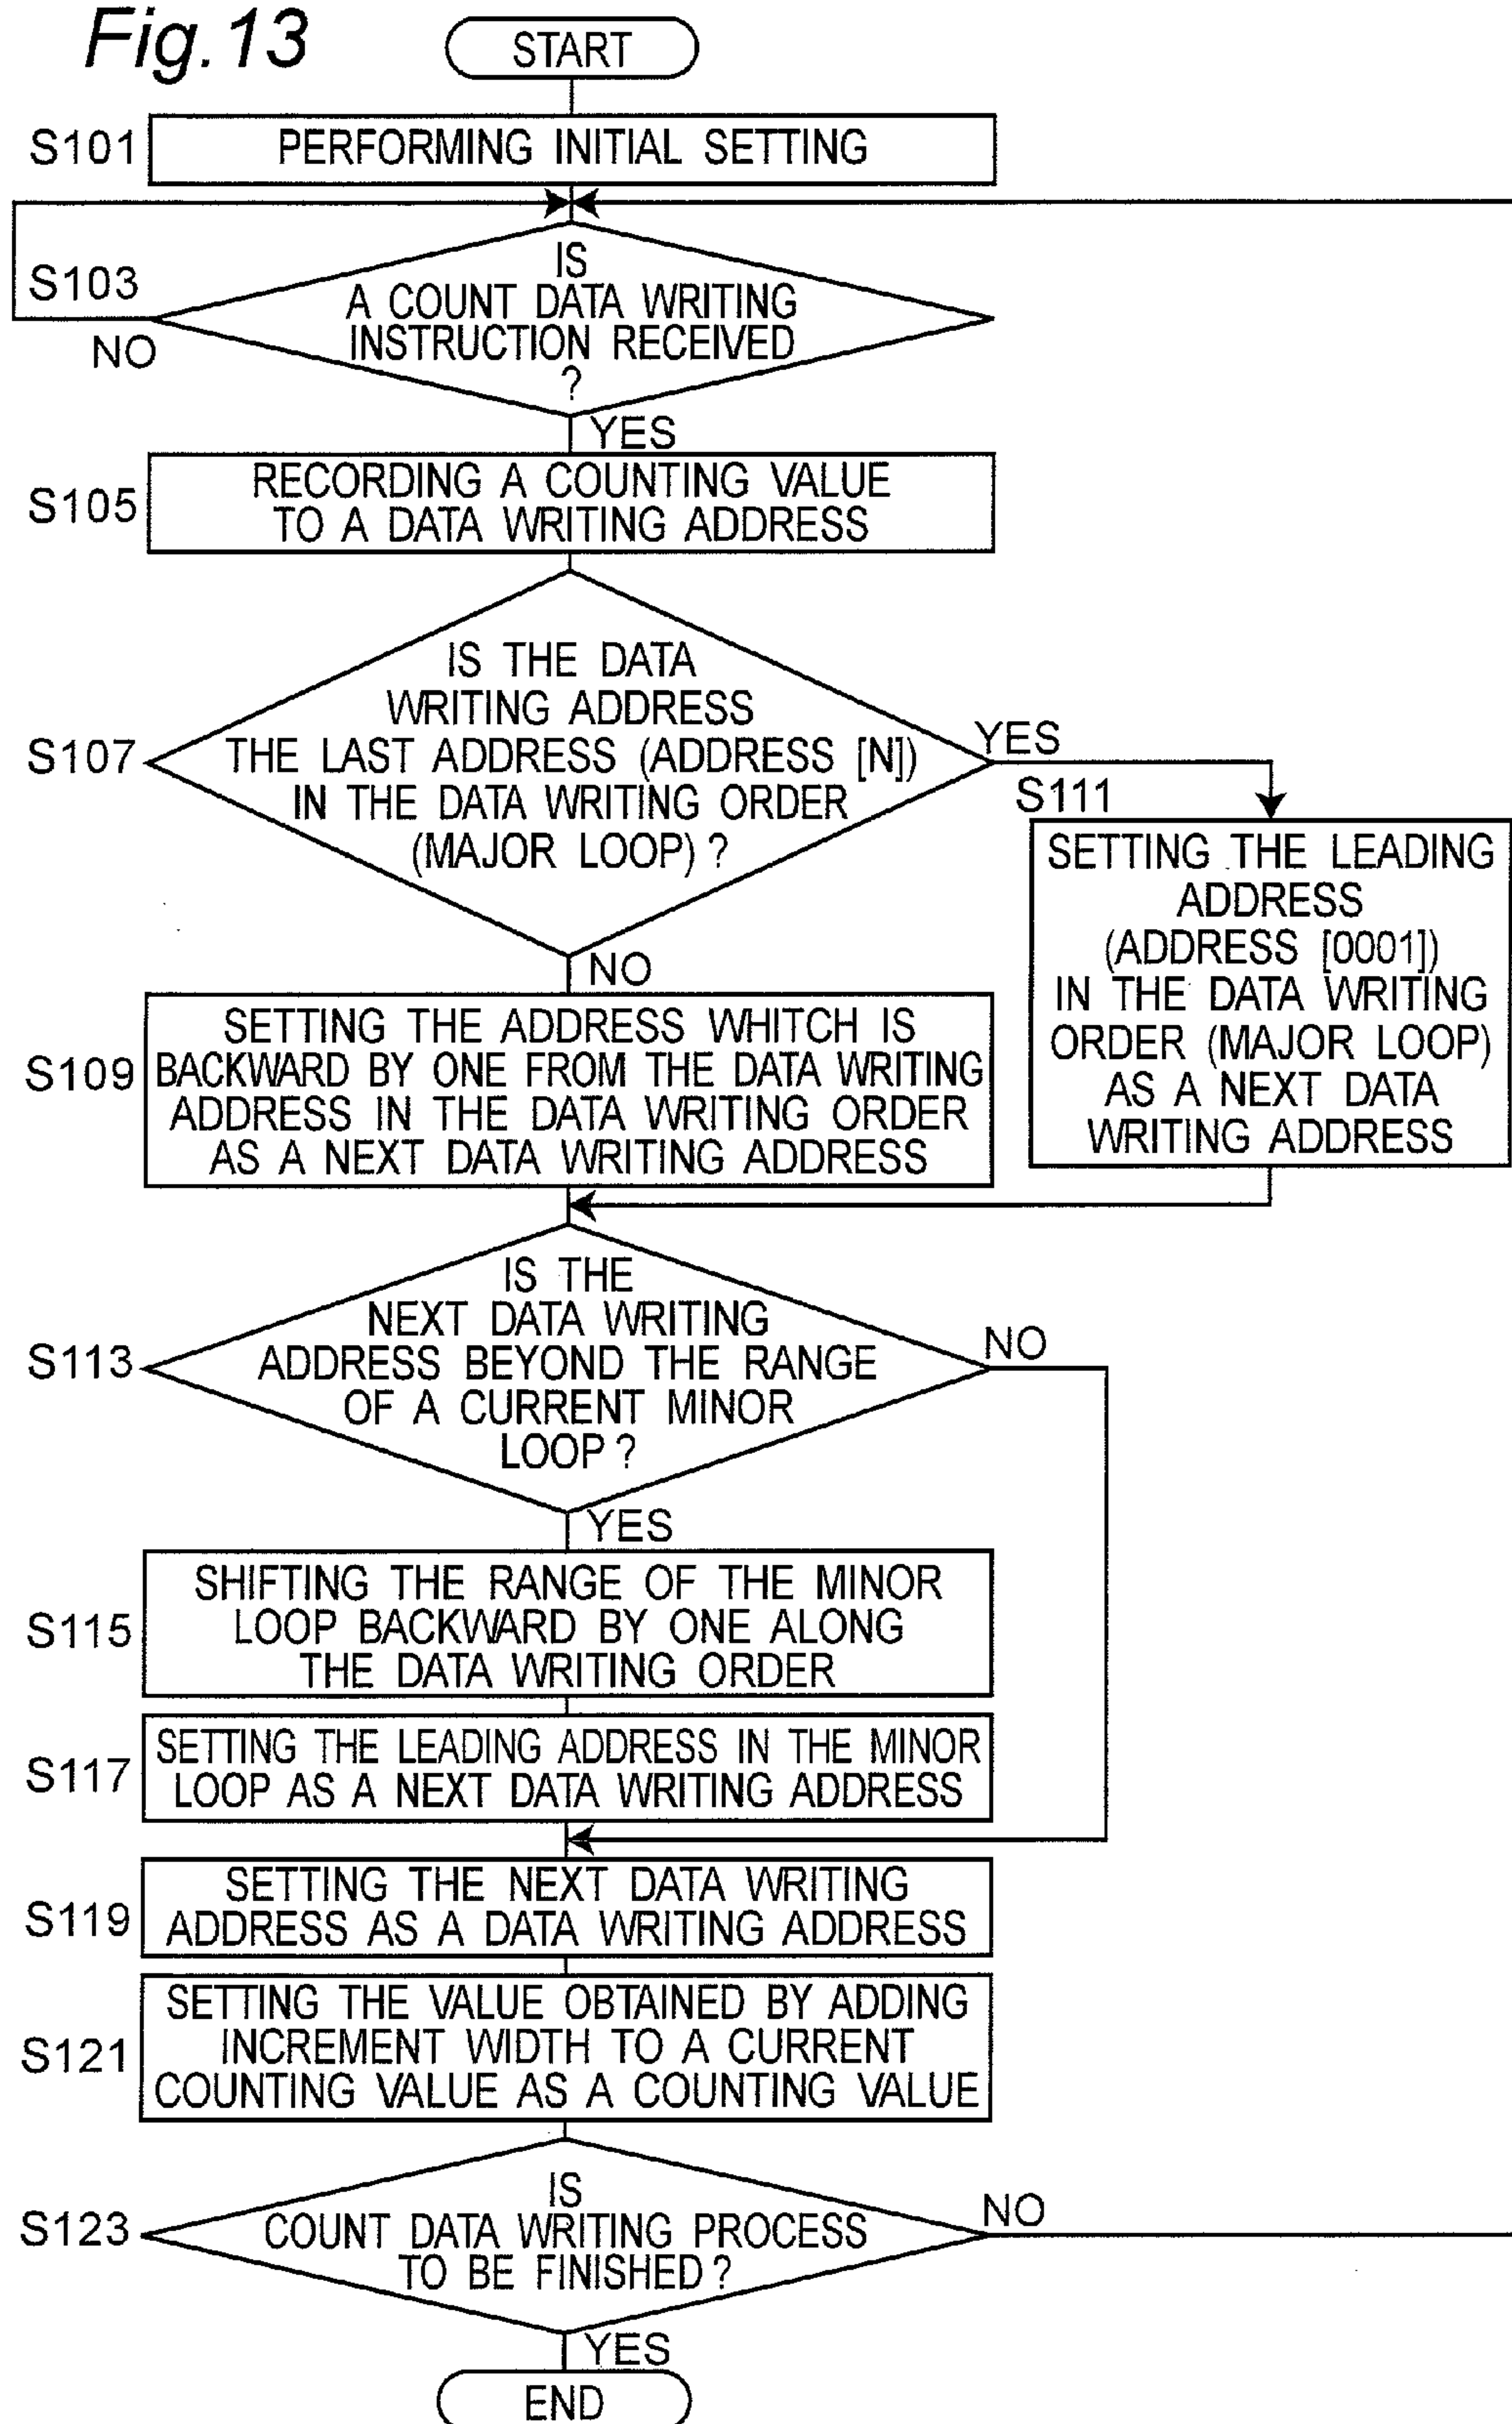 Fig.13
START
S101
PERFORMING INITIAL SETTING
S103
IS
A COUNT DATA WRITING
INSTRUCTION RECEIVED
?
NO
YES
S105
RECORDING A COUNTING VALUE
TO A DATA WRITING ADDRESS
S107
IS THE DATA
WRITING ADDRESS
THE LAST ADDRESS (ADDRESS [N])
IN THE DATA WRITING ORDER
(MAJOR LOOP) ?
YES
S111
SETTING THE LEADING
ADDRESS
(ADDRESS [0001])
IN THE DATA WRITING
ORDER (MAJOR LOOP)
AS A NEXT DATA
WRITING ADDRESS
NO
S109
SETTING THE ADDRESS WHITCH IS
BACKWARD BY ONE FROM THE DATA WRITING
ADDRESS IN THE DATA WRITING ORDER
AS A NEXT DATA WRITING ADDRESS
S113
IS THE
NEXT DATA WRITING
ADDRESS BEYOND THE RANGE
OF A CURRENT MINOR
LOOP ?
NO
YES
S115
SHIFTING THE RANGE OF THE MINOR
LOOP BACKWARD BY ONE ALONG
THE DATA WRITING ORDER
S117
SETTING THE LEADING ADDRESS IN THE MINOR
LOOP AS A NEXT DATA WRITING ADDRESS
S119
SETTING THE NEXT DATA WRITING
ADDRESS AS A DATA WRITING ADDRESS
S121
SETTING THE VALUE OBTAINED BY ADDING
INCREMENT WIDTH TO A CURRENT
COUNTING VALUE AS A COUNTING VALUE
S123
IS
COUNT DATA WRITING PROCESS
TO BE FINISHED ?
NO
YES
END